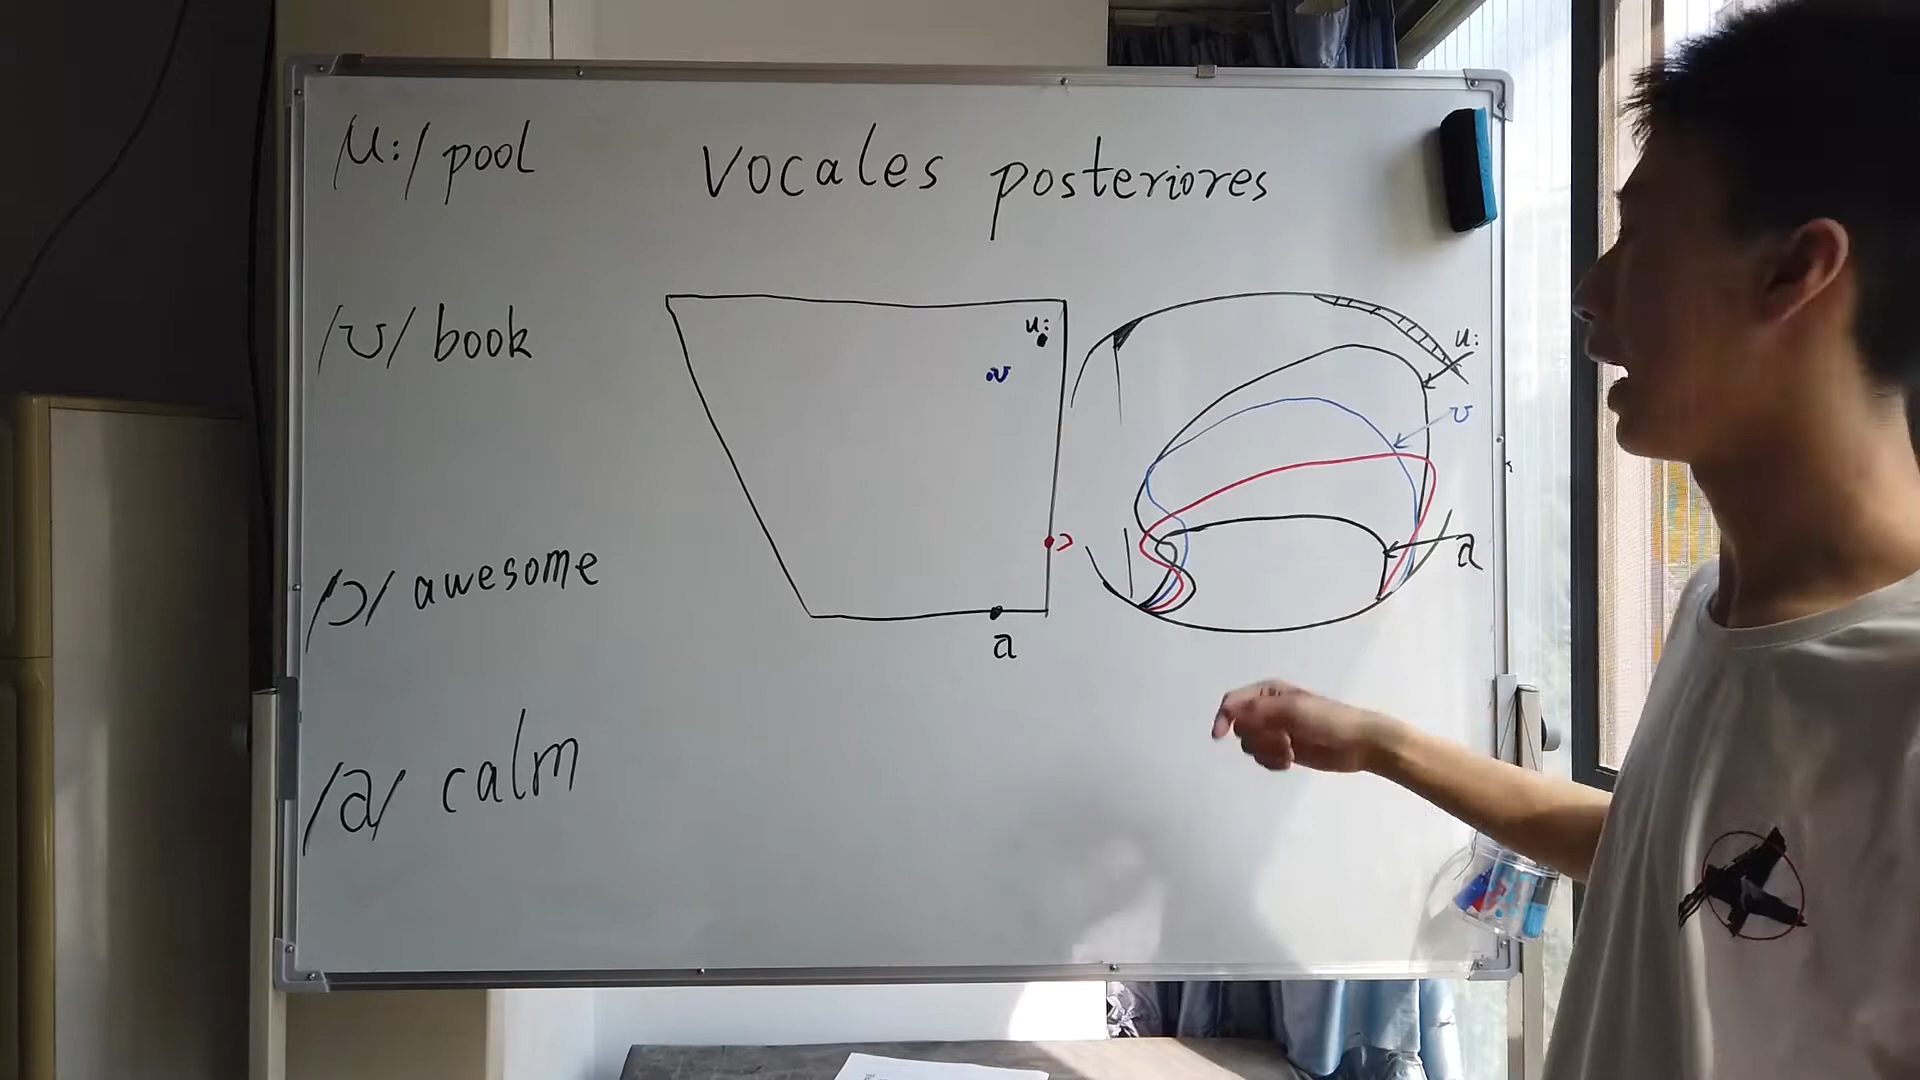 /u:/ pool
vocales posteriores
/ʊ/ book
/ɔ/ awesome
/a/ calm
u:
ʊ
ɔ
a
u:
ʊ
a